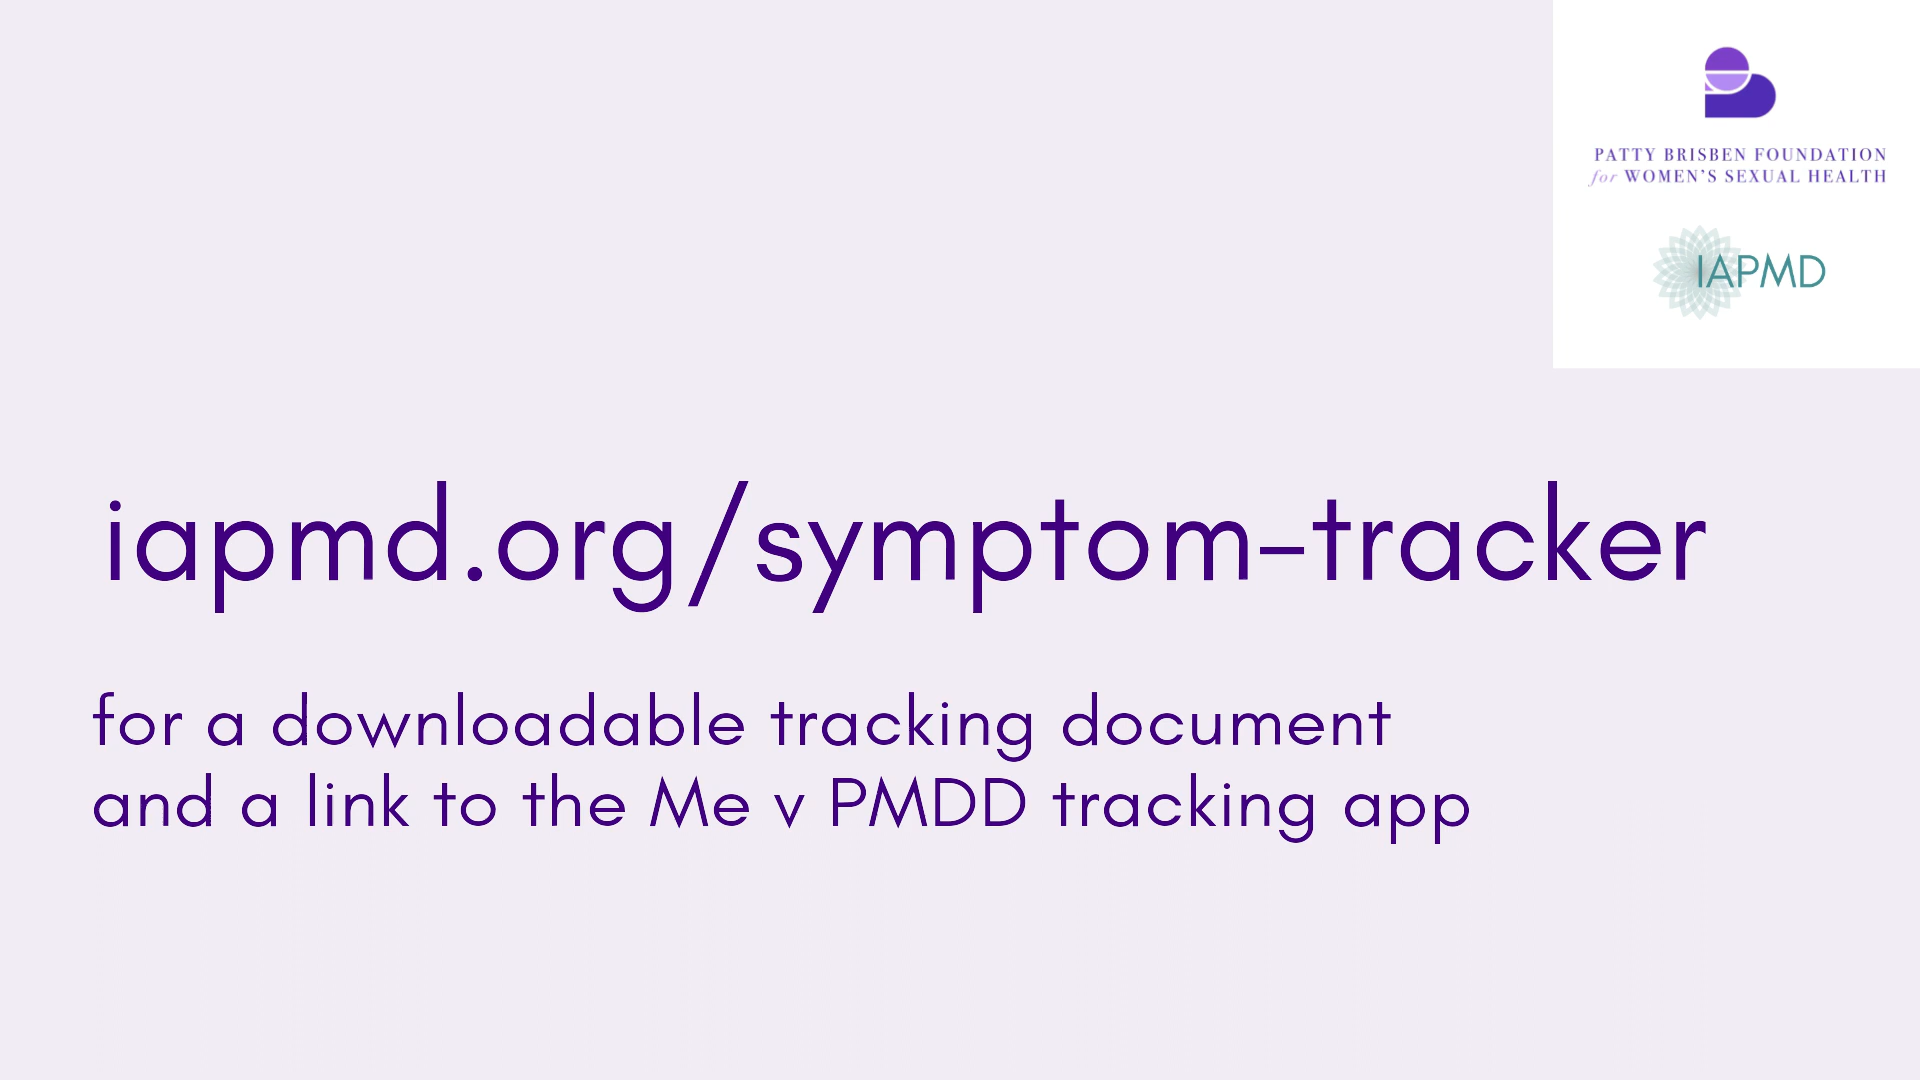 PATTY BRISBEN FOUNDATION
for WOMEN'S SEXUAL HEALTH
IAPMD
iapmd.org/symptom-tracker
for a downloadable tracking document
and a link to the Me v PMDD tracking app